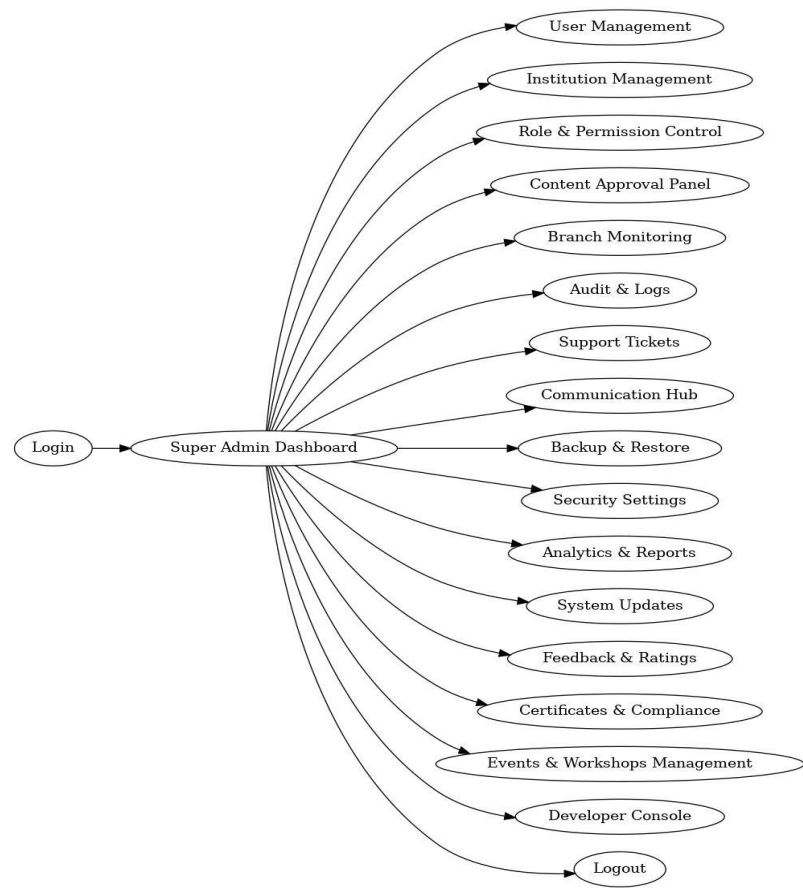 User Management
Institution Management
Role & Permission Control
Content Approval Panel
Branch Monitoring
Audit & Logs
Support Tickets
Communication Hub
Login
Super Admin Dashboard
Backup & Restore
Security Settings
Analytics & Reports
System Updates
Feedback & Ratings
Certificates & Compliance
Events & Workshops Management
Developer Console
Logout